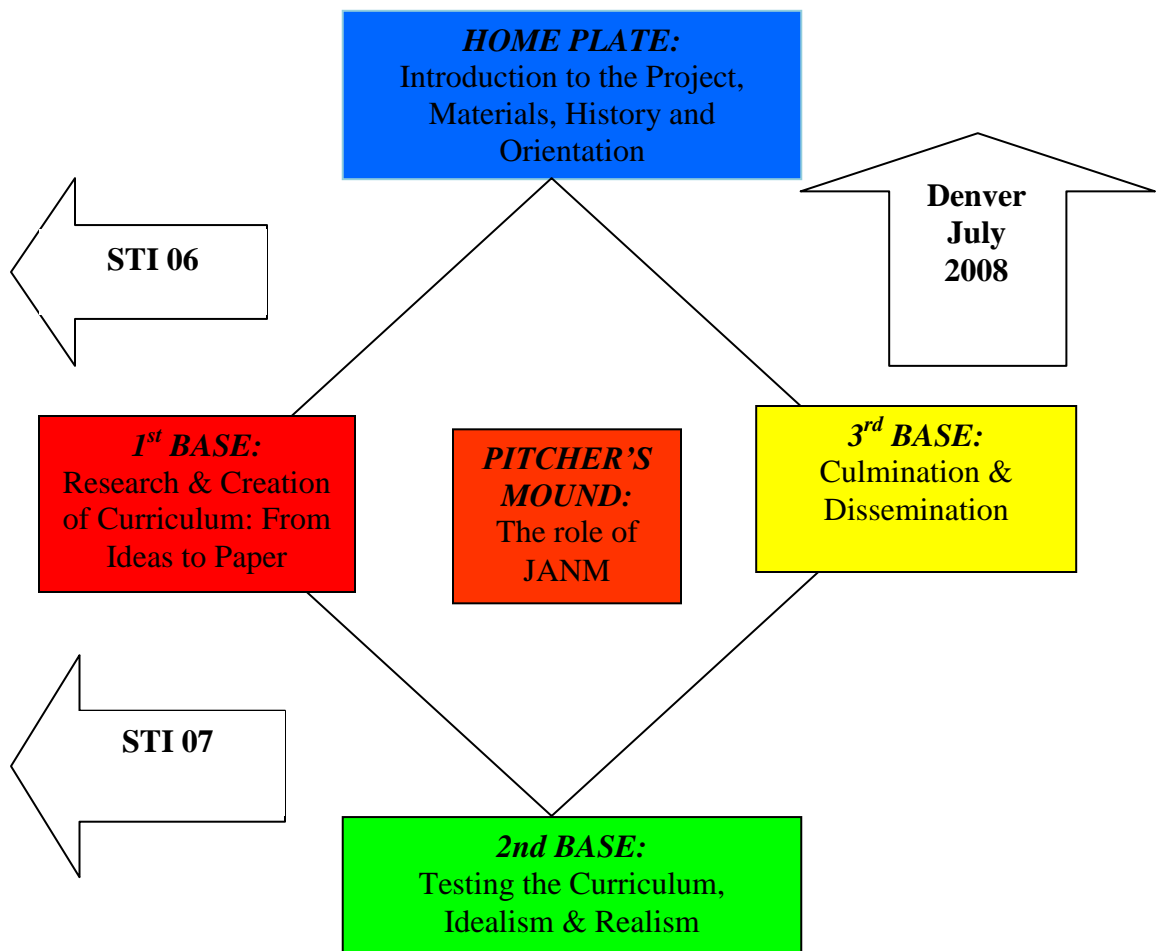 HOME PLATE:
Introduction to the Project,
Materials, History and
Orientation
Denver
July
2008
STI 06
1st BASE:
Research & Creation
of Curriculum: From
Ideas to Paper
PITCHER’S
MOUND:
The role of
JANM
3rd BASE:
Culmination &
Dissemination
STI 07
2nd BASE:
Testing the Curriculum,
Idealism & Realism